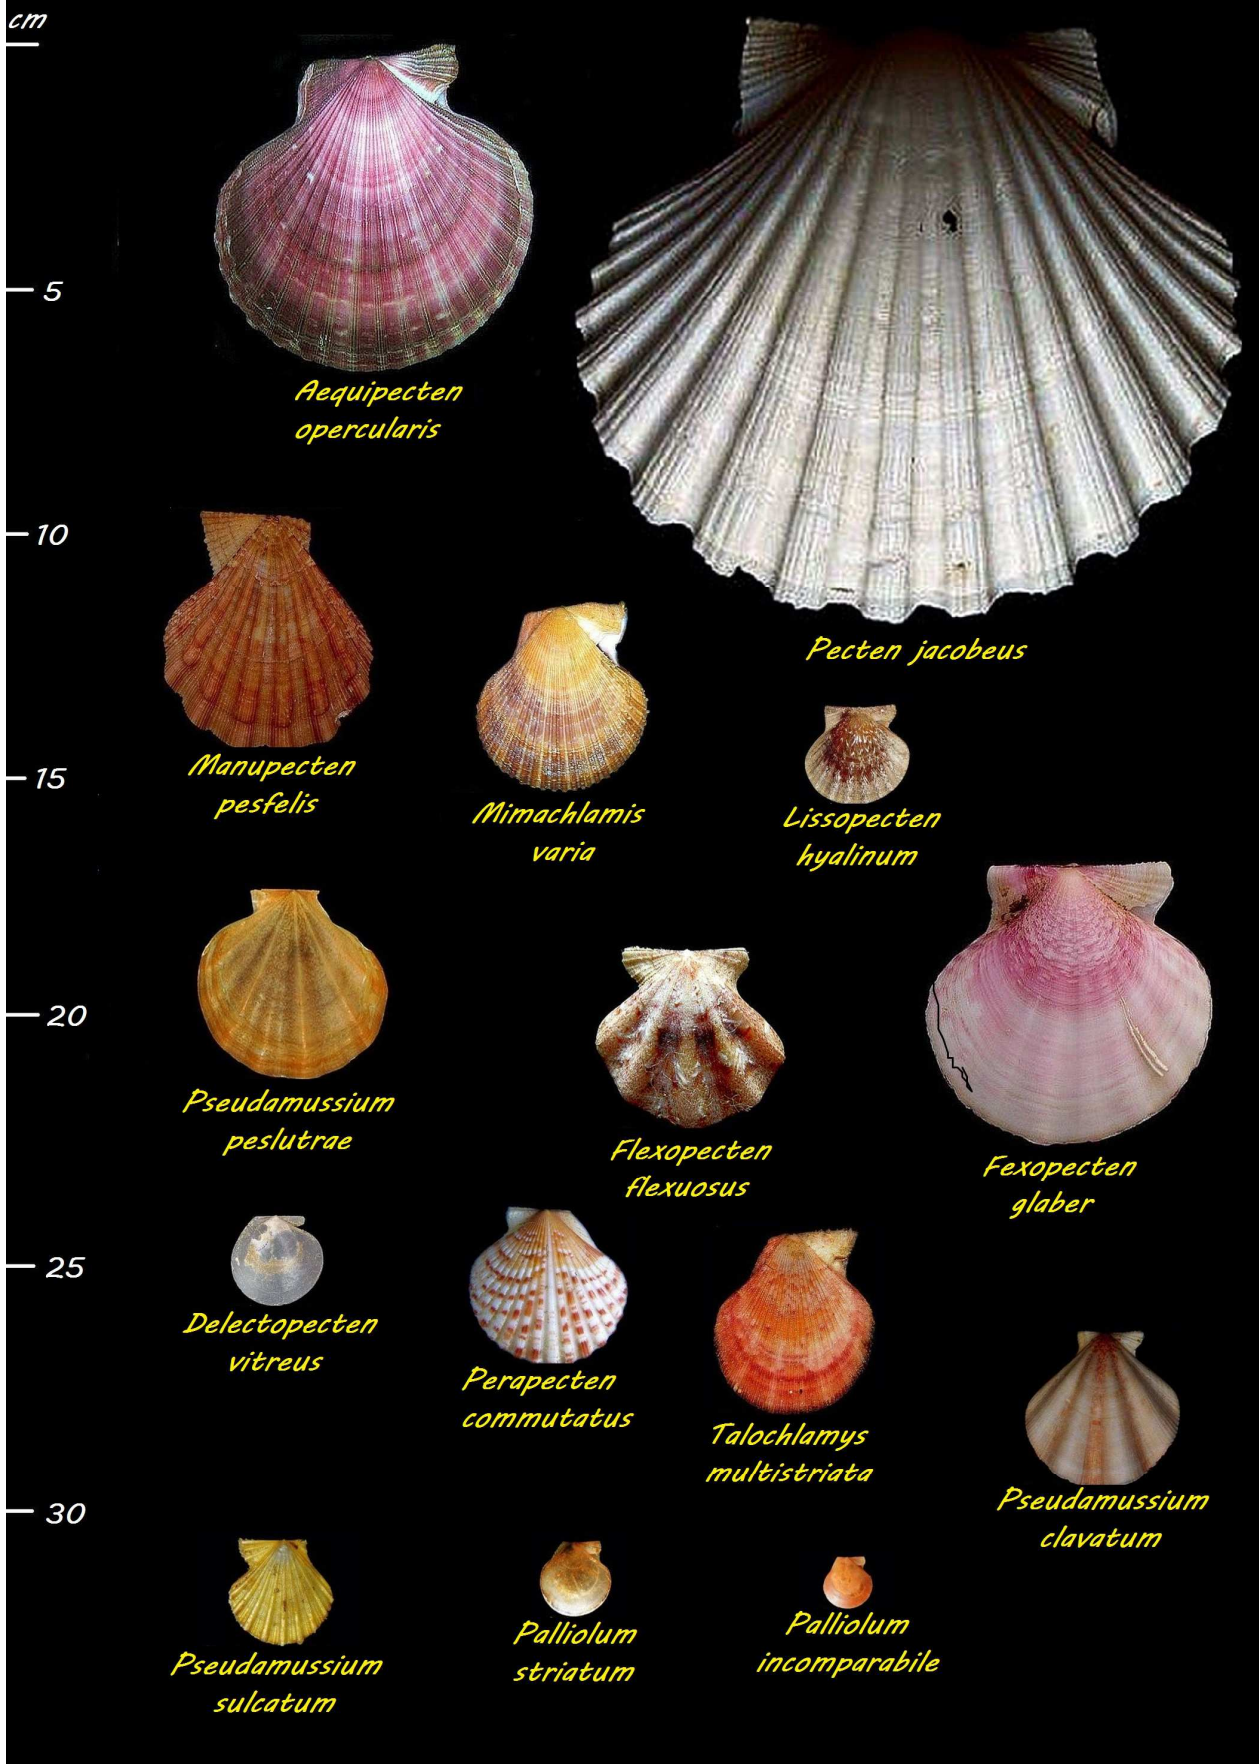 cm
5
Aequipecten
opercularis
10
Pecten jacobeus
15
Manupecten
pesfelis
Mimachlamis
varia
Lissopecten
hyalinum
20
Pseudamussium
peslutrae
Flexopecten
flexuosus
Fexopecten
glaber
25
Delectopecten
vitreus
Perapecten
commutatus
Talochlamys
multistriata
30
Pseudamussium
clavatum
Pseudamussium
sulcatum
Palliolum
striatum
Palliolum
incomparabile